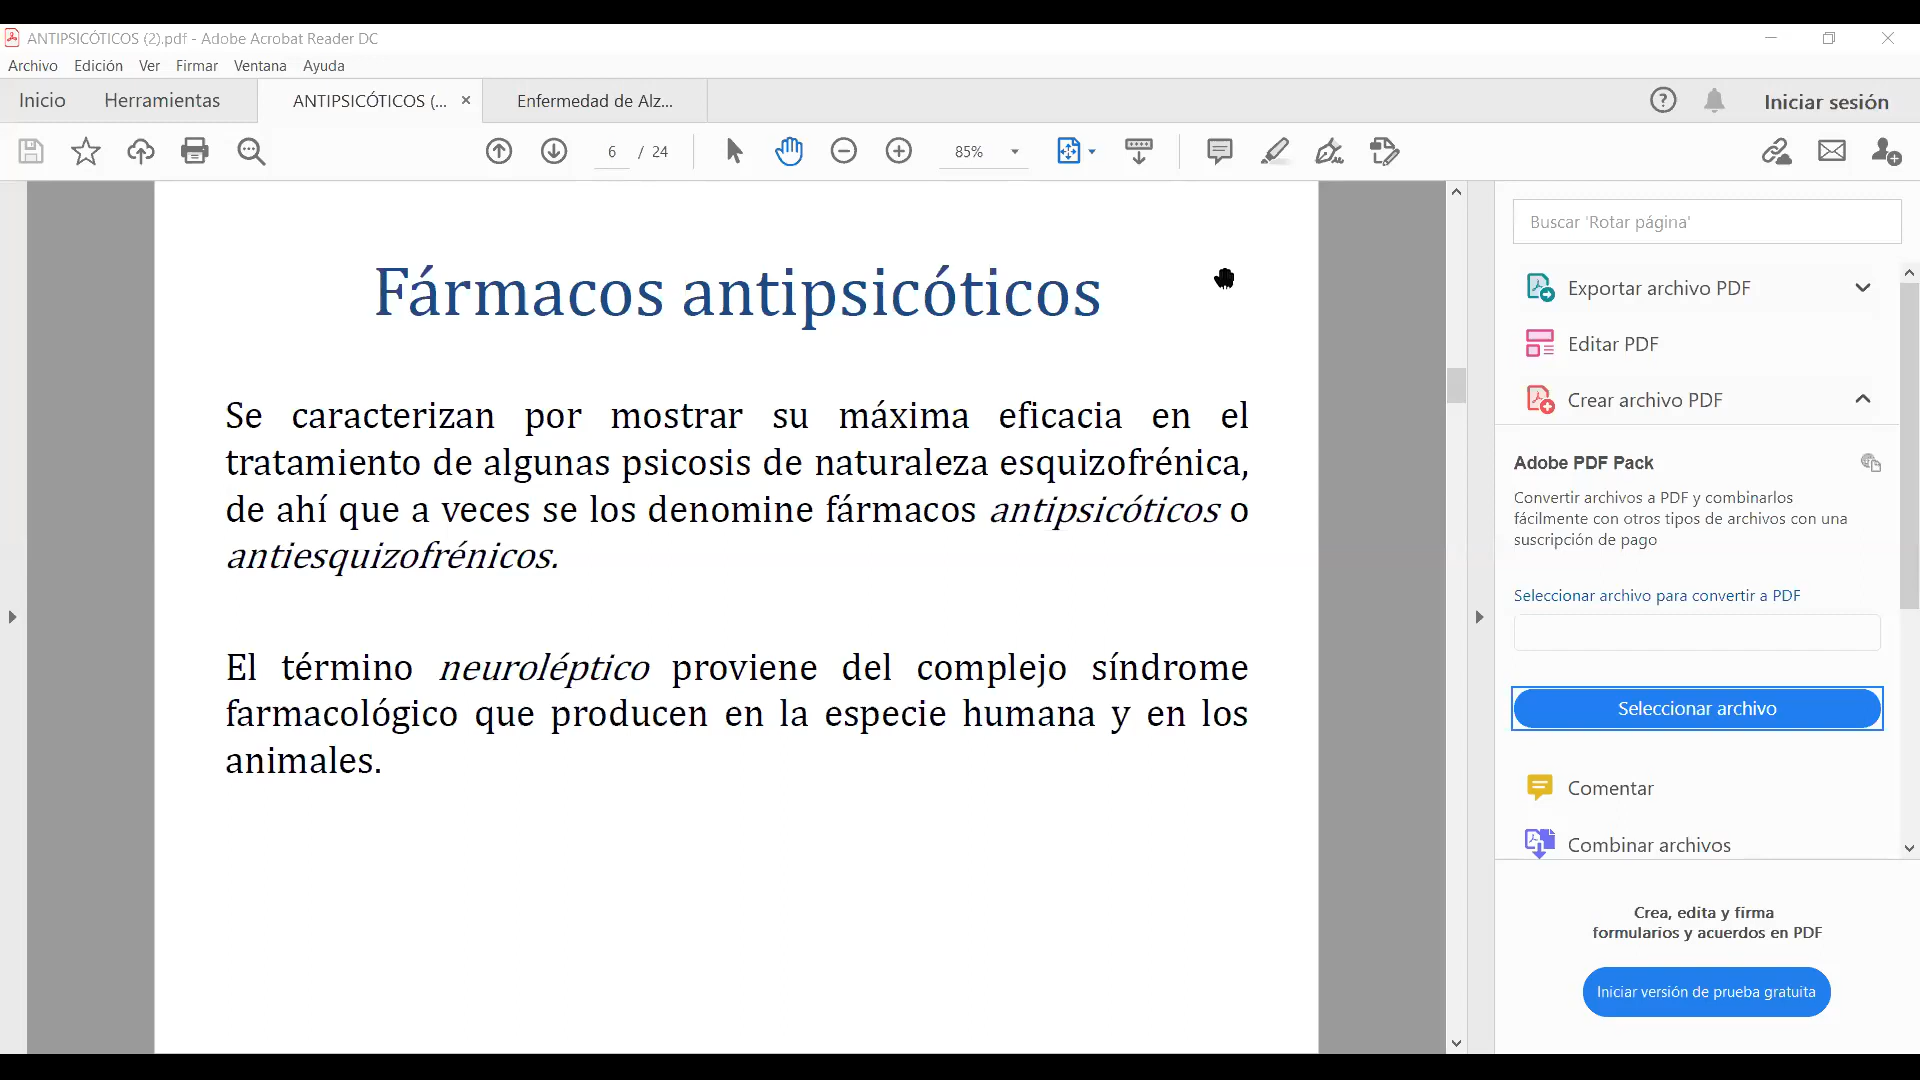 ANTIPSICÓTICOS (2).pdf - Adobe Acrobat Reader DC
Archivo Edición Ver Firmar Ventana Ayuda
Inicio Herramientas ANTIPSICÓTICOS (... Enfermedad de Alz... Iniciar sesión
6 / 24 85%
Fármacos antipsicóticos
Se caracterizan por mostrar su máxima eficacia en el
tratamiento de algunas psicosis de naturaleza esquizofrénica,
de ahí que a veces se los denomine fármacos antipsicóticos o
antiesquizofrénicos.
El término neuroléptico proviene del complejo síndrome
farmacológico que producen en la especie humana y en los
animales.
Buscar 'Rotar página'
Exportar archivo PDF
Editar PDF
Crear archivo PDF
Adobe PDF Pack
Convertir archivos a PDF y combinarlos
fácilmente con otros tipos de archivos con una
suscripción de pago
Seleccionar archivo para convertir a PDF
Seleccionar archivo
Comentar
Combinar archivos
Crea, edita y firma
formularios y acuerdos en PDF
Iniciar versión de prueba gratuita